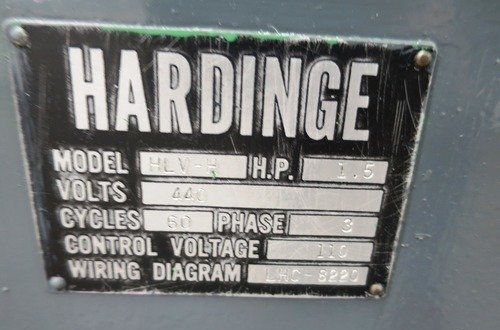 HARDINGE
MODEL HLV-H H.P. 1.5
VOLTS 440
CYCLES 60 PHASE 3
CONTROL VOLTAGE 110
WIRING DIAGRAM LHC-8220